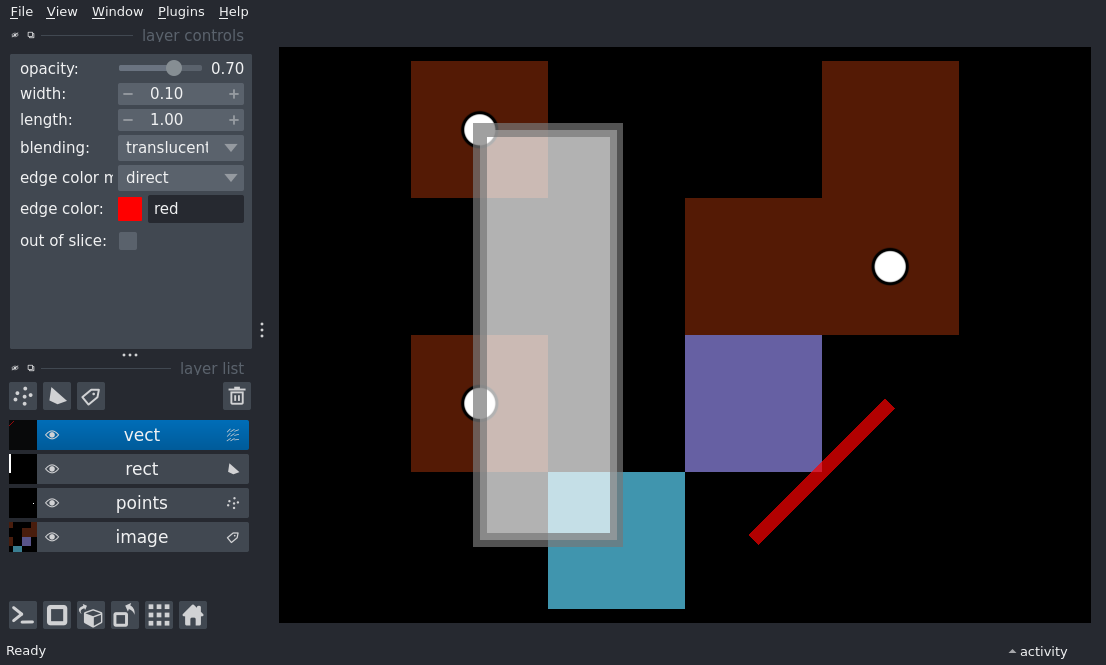 File View Window Plugins Help
layer controls
opacity: 0.70
width: 0.10
length: 1.00
blending: translucent
edge color m direct
edge color: red
out of slice:
layer list
vect
rect
points
image
Ready activity